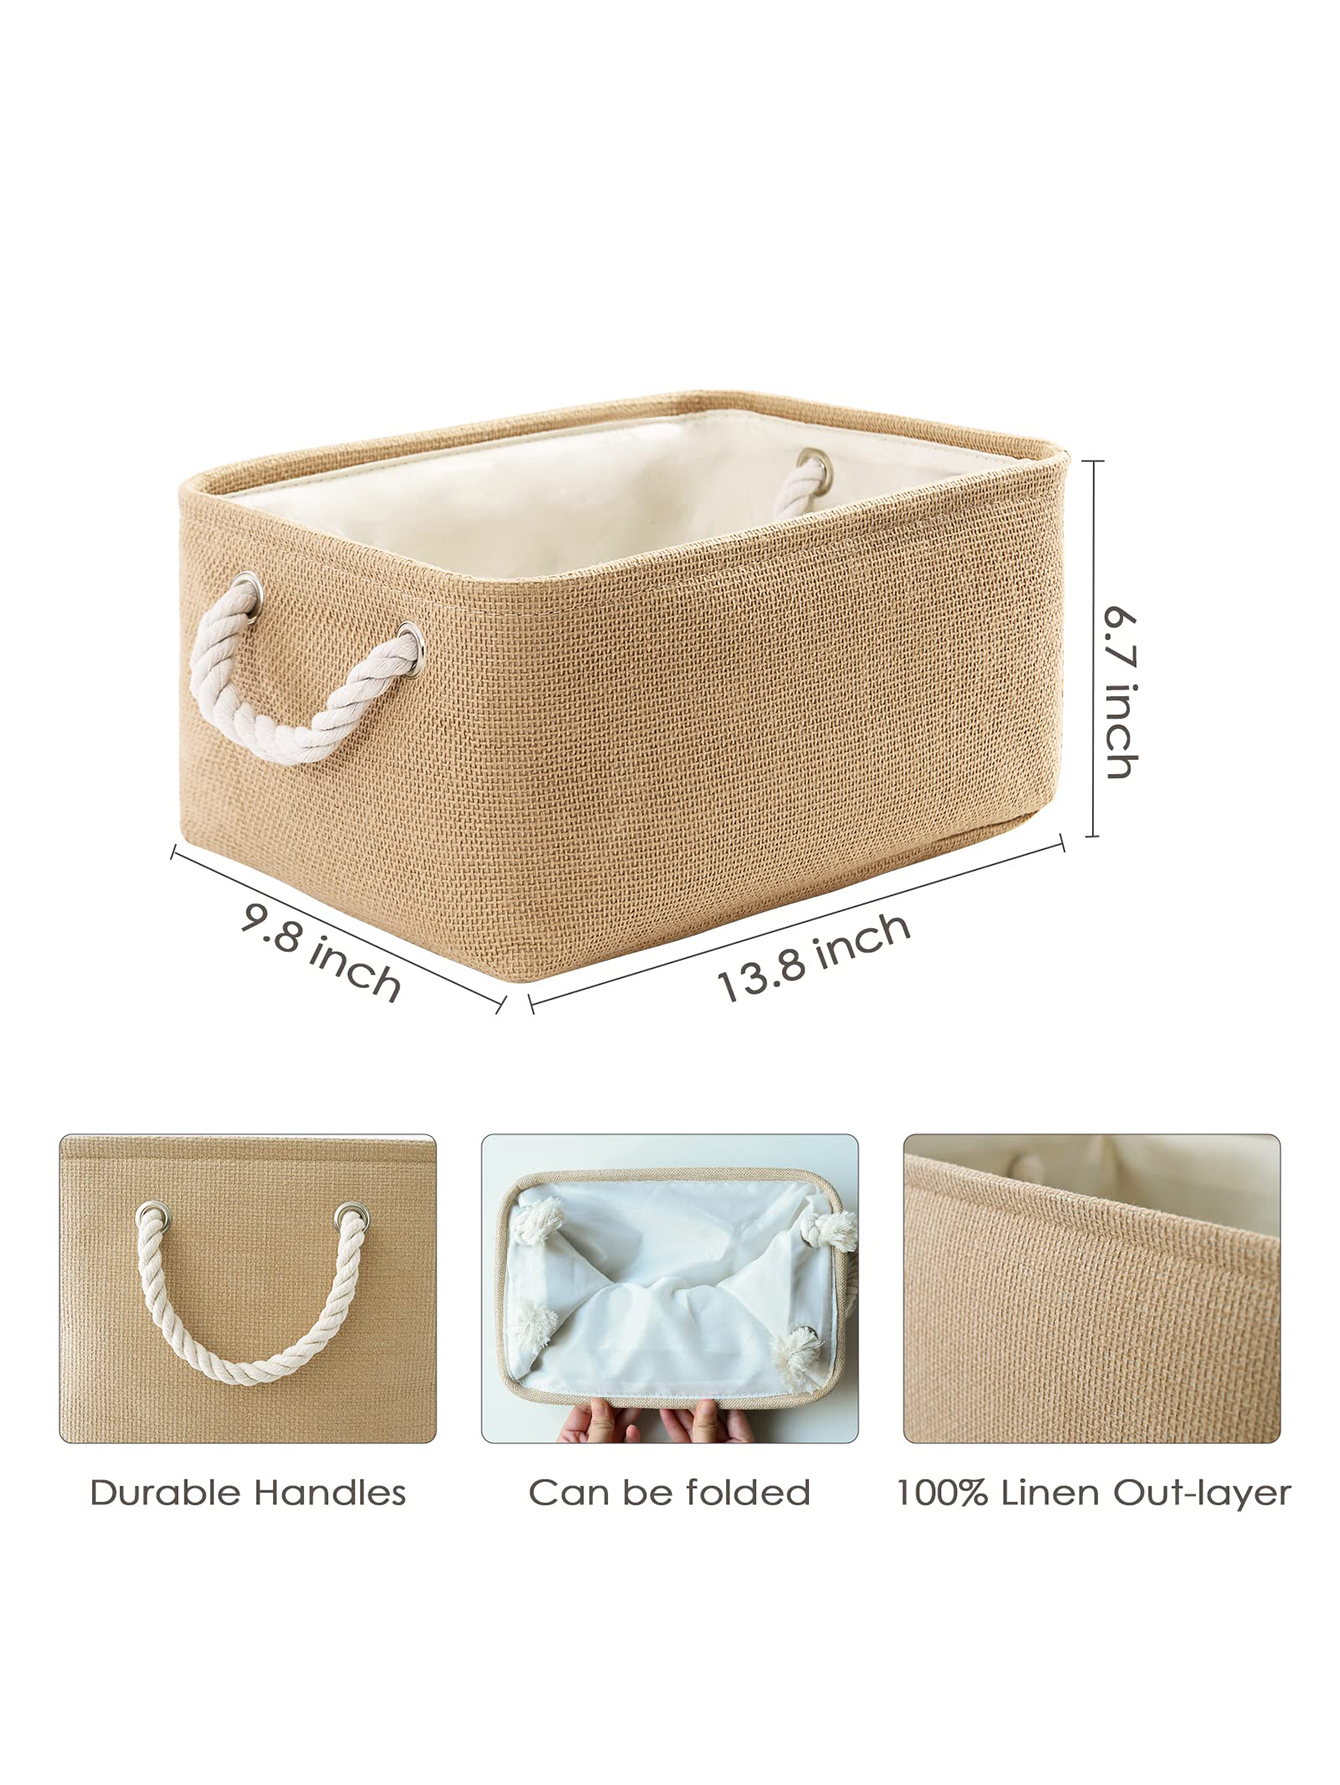 6.7 inch
9.8 inch
13.8 inch
Durable Handles
Can be folded
100% Linen Out-layer